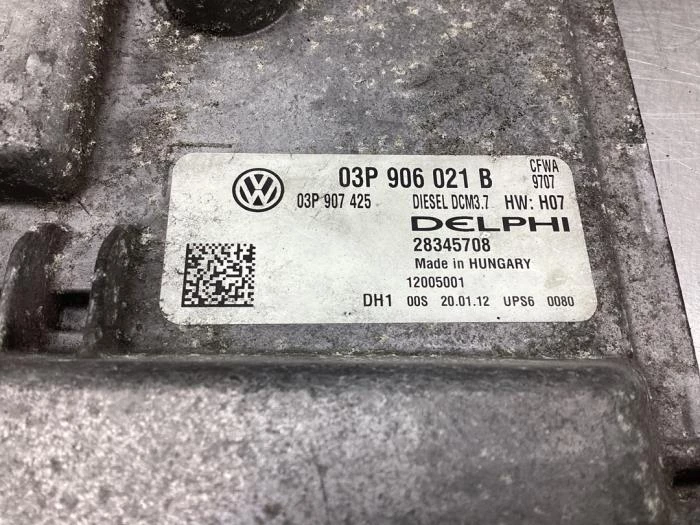 03P 906 021 B
CFWA
9707
03P 907 425 DIESEL DCM3.7 HW: H07
DELPHI
28345708
Made in HUNGARY
12005001
DH1 00S 20.01.12 UPS6 0080